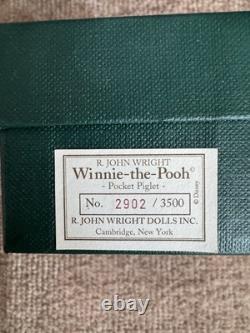 R. JOHN WRIGHT
Winnie-the-Pooh©
- Pocket Piglet -
© Disney
No. 2902 / 3500
R. JOHN WRIGHT DOLLS INC.
Cambridge, New York